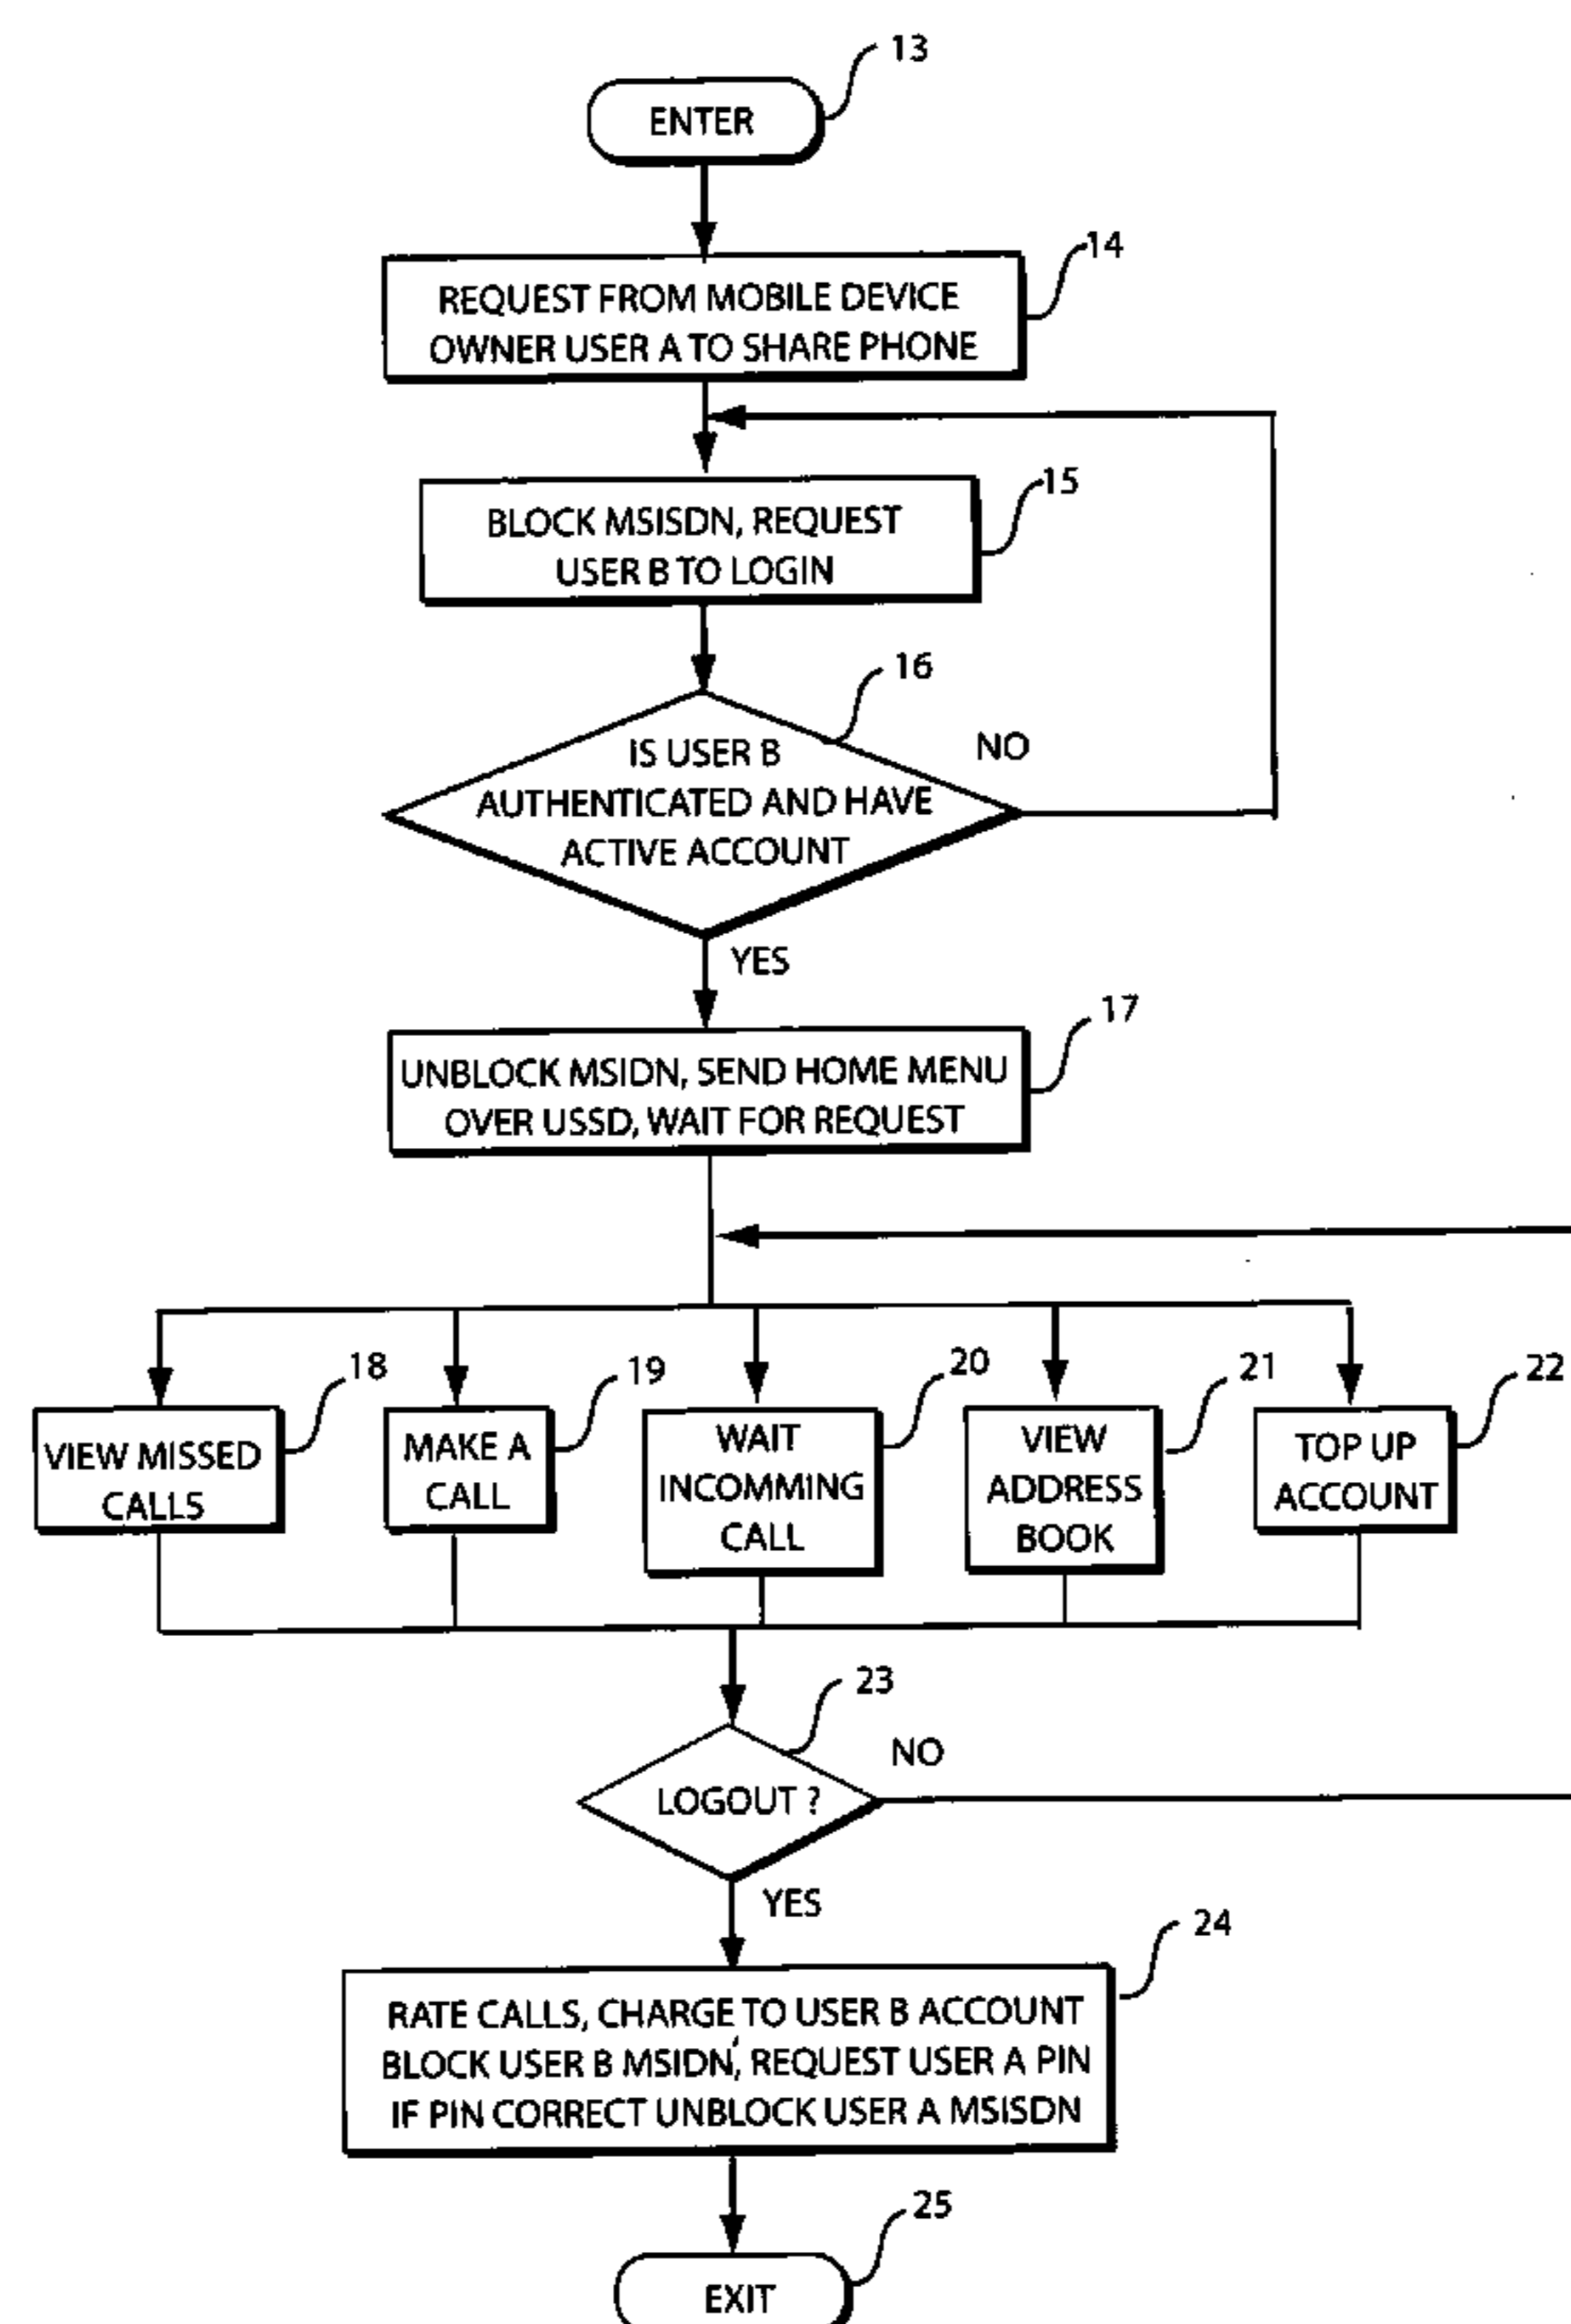 13
ENTER
14
REQUEST FROM MOBILE DEVICE
OWNER USER A TO SHARE PHONE
15
BLOCK MSISDN, REQUEST
USER B TO LOGIN
16
IS USER B
AUTHENTICATED AND HAVE
ACTIVE ACCOUNT
NO
YES
17
UNBLOCK MSIDN, SEND HOME MENU
OVER USSD, WAIT FOR REQUEST
18
VIEW MISSED
CALLS
19
MAKE A
CALL
20
WAIT
INCOMMING
CALL
21
VIEW
ADDRESS
BOOK
22
TOP UP
ACCOUNT
23
LOGOUT ?
NO
YES
24
RATE CALLS, CHARGE TO USER B ACCOUNT
BLOCK USER B MSIDN', REQUEST USER A PIN
IF PIN CORRECT UNBLOCK USER A MSISDN
25
EXIT